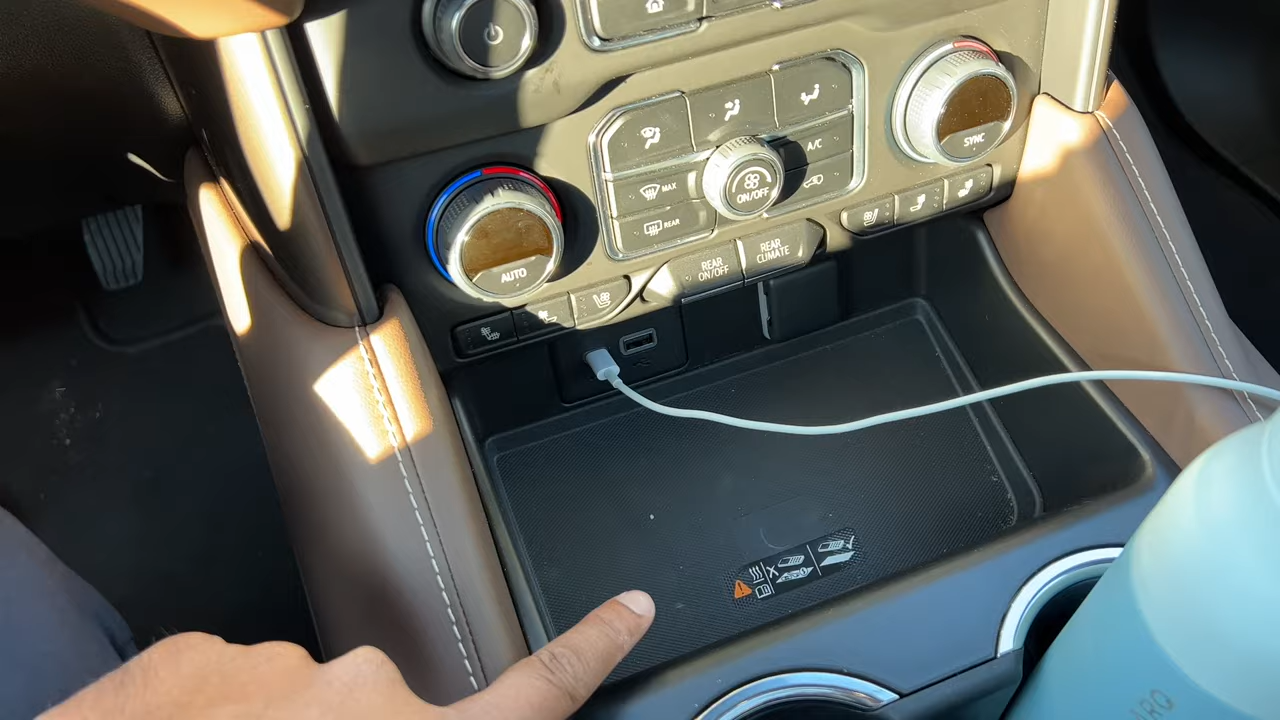 A/C
SYNC
MAX
ON/OFF
REAR
AUTO
REAR
ON/OFF
REAR
CLIMATE